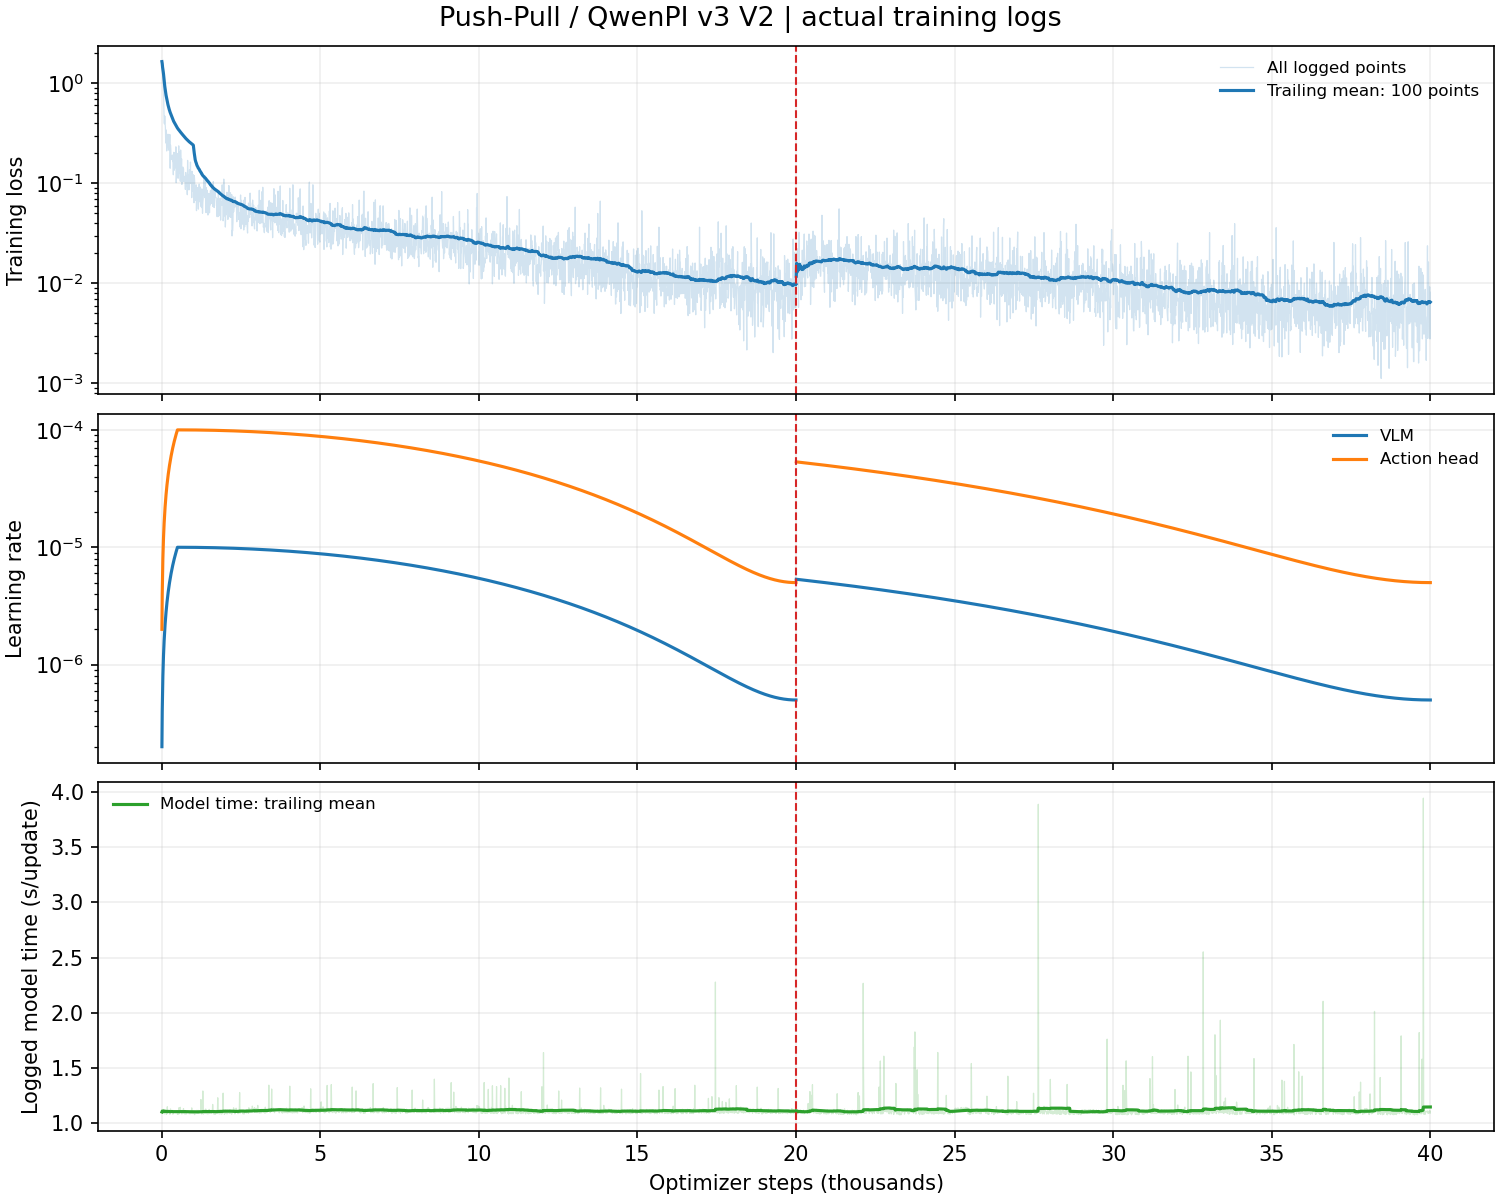 Push-Pull / QwenPI v3 V2 | actual training logs
Training loss
10⁰
10⁻¹
10⁻²
10⁻³
All logged points
Trailing mean: 100 points
Learning rate
10⁻⁴
10⁻⁵
10⁻⁶
VLM
Action head
Logged model time (s/update)
4.0
3.5
3.0
2.5
2.0
1.5
1.0
Model time: trailing mean
0 5 10 15 20 25 30 35 40
Optimizer steps (thousands)